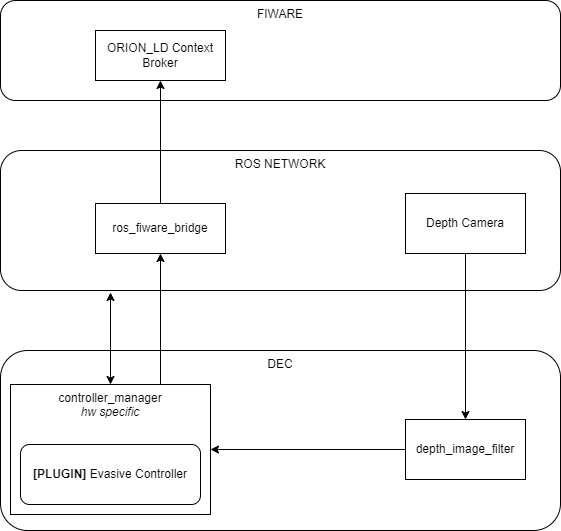 FIWARE
ORION_LD Context
Broker
ROS NETWORK
ros_fiware_bridge
Depth Camera
DEC
controller_manager
hw specific
depth_image_filter
[PLUGIN] Evasive Controller